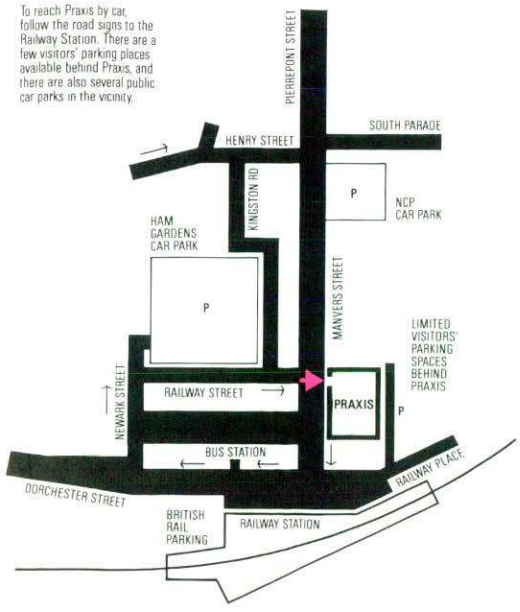 To reach Praxis by car,
follow the road signs to the
Railway Station. There are a
few visitors' parking places
available behind Praxis, and
there are also several public
car parks in the vicinity.
PIERREPONT STREET
SOUTH PARADE
HENRY STREET
KINGSTON RD
P
NCP
CAR PARK
HAM
GARDENS
CAR PARK
P
MANVERS STREET
LIMITED
VISITORS'
PARKING
SPACES
BEHIND
PRAXIS
NEWARK STREET
RAILWAY STREET
PRAXIS
P
BUS STATION
RAILWAY PLACE
DORCHESTER STREET
BRITISH
RAIL
PARKING
RAILWAY STATION